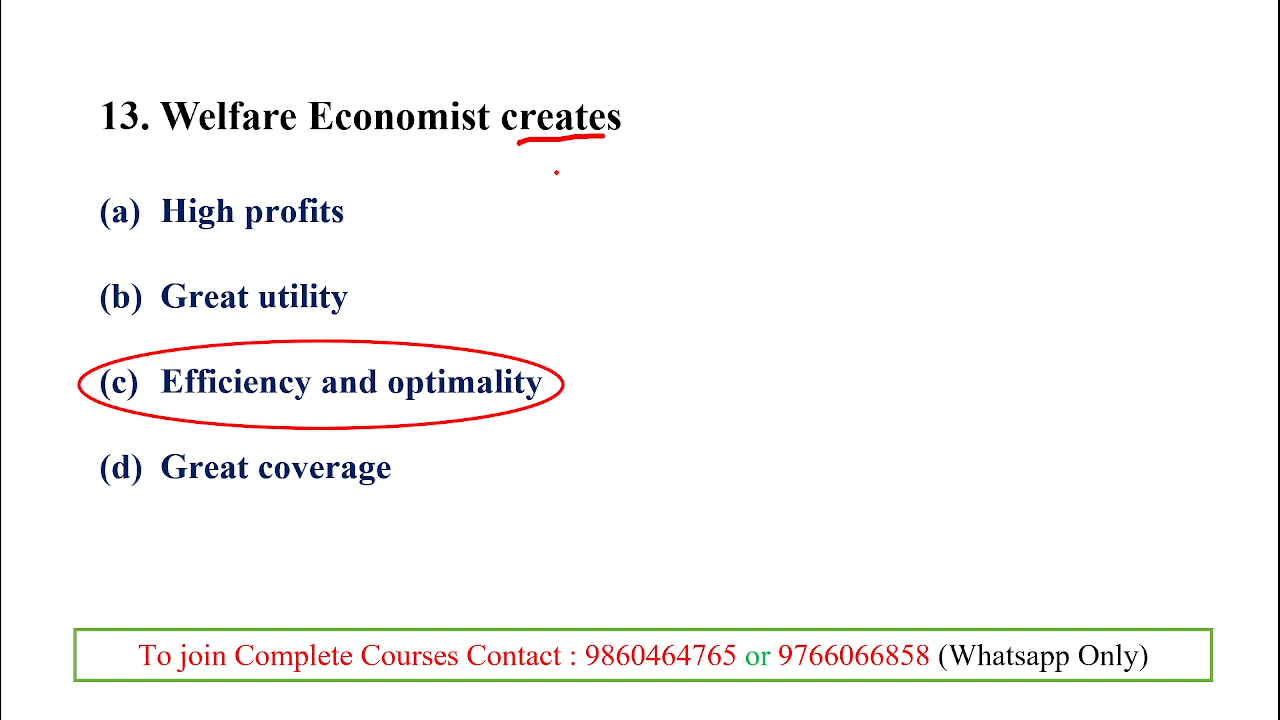 13. Welfare Economist creates
(a) High profits
(b) Great utility
(c) Efficiency and optimality
(d) Great coverage
To join Complete Courses Contact : 9860464765 or 9766066858 (Whatsapp Only)